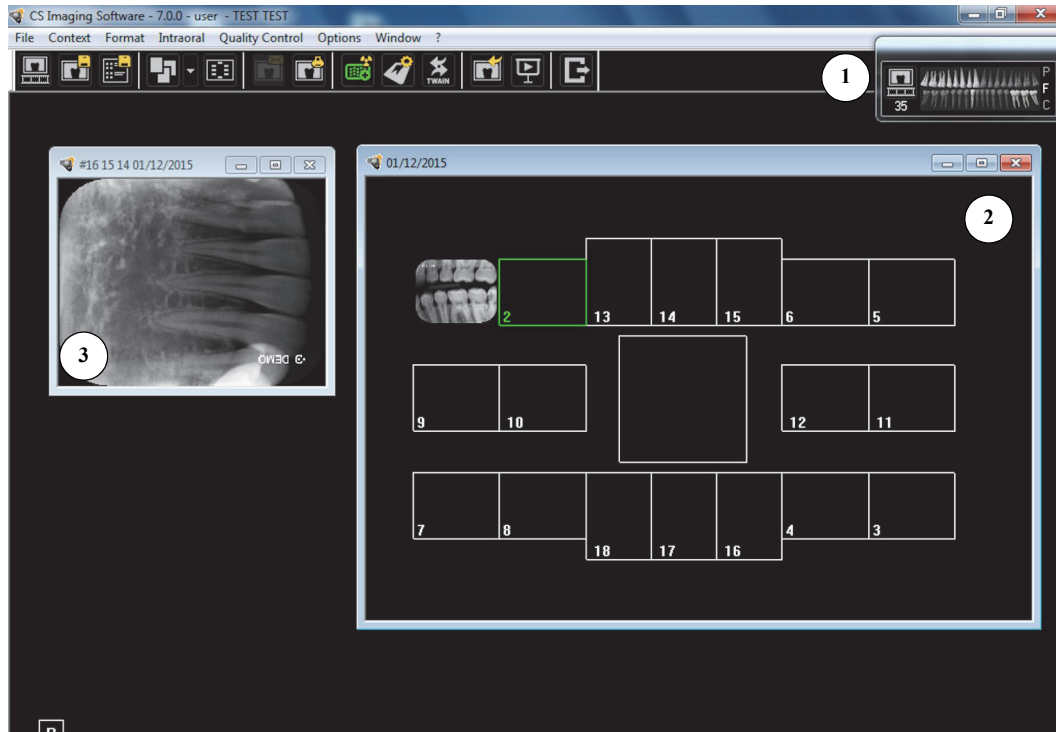 CS Imaging Software - 7.0.0 - user - TEST TEST
File Context Format Intraoral Quality Control Options Window ?
TWAIN
1
35
P
F
C
#16 15 14 01/12/2015
3
DEMO
01/12/2015
2
2 13 14 15 6 5
9 10 12 11
7 8 18 17 16 4 3